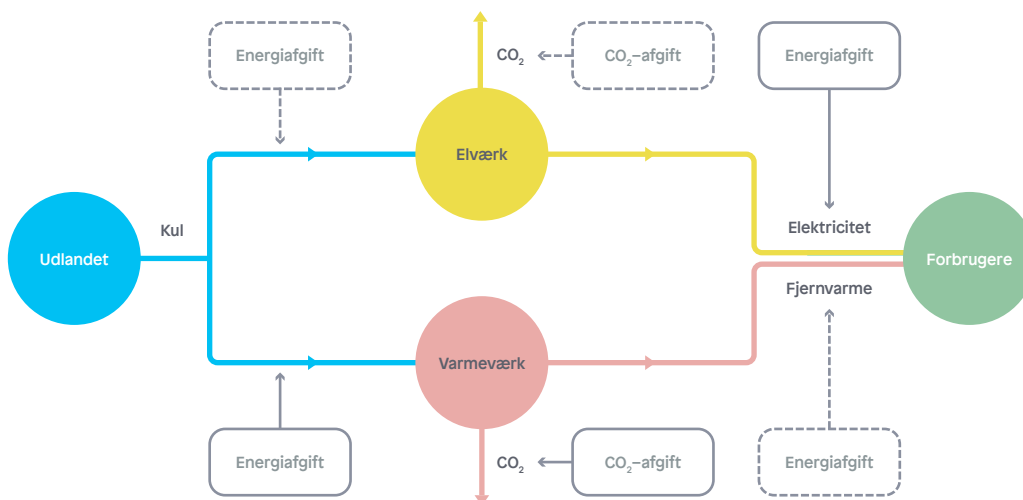 Energiafgift
CO₂
CO₂–afgift
Energiafgift
Elværk
Kul
Elektricitet
Udlandet
Forbrugere
Fjernvarme
Varmeværk
Energiafgift
CO₂
CO₂–afgift
Energiafgift